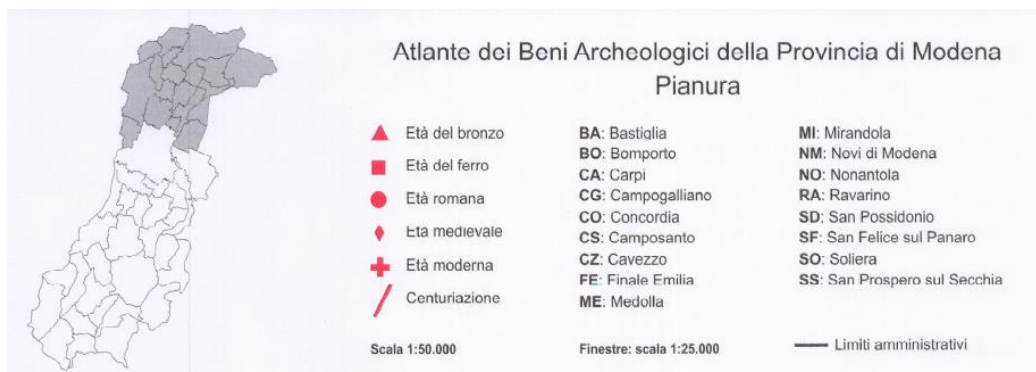 Atlante dei Beni Archeologici della Provincia di Modena
Pianura
Età del bronzo
Età del ferro
Età romana
Età medievale
Età moderna
Centuriazione
Scala 1:50.000
BA: Bastiglia
BO: Bomporto
CA: Carpi
CG: Campogalliano
CO: Concordia
CS: Camposanto
CZ: Cavezzo
FE: Finale Emilia
ME: Medolla
Finestre: scala 1:25.000
MI: Mirandola
NM: Novi di Modena
NO: Nonantola
RA: Ravarino
SD: San Possidonio
SF: San Felice sul Panaro
SO: Soliera
SS: San Prospero sul Secchia
Limiti amministrativi